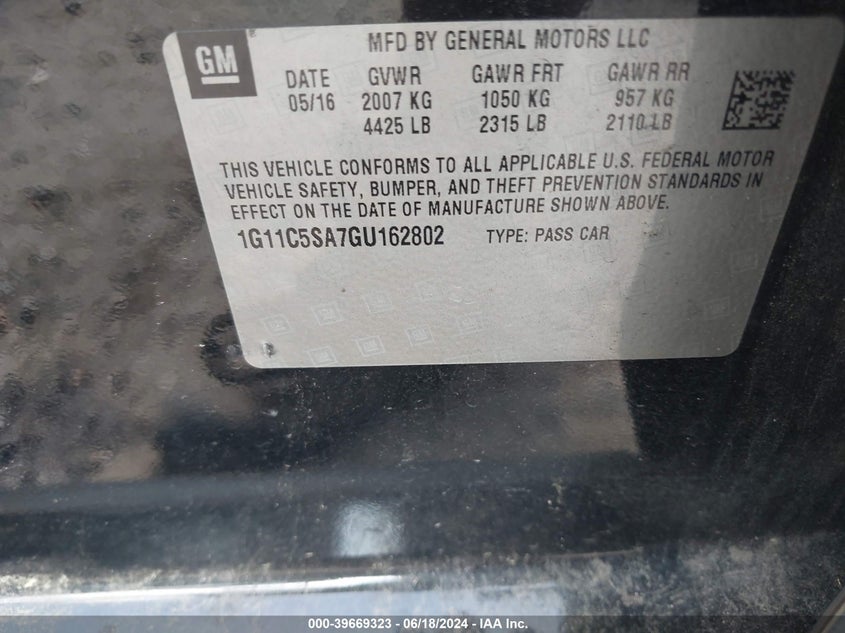 GM
MFD BY GENERAL MOTORS LLC
DATE GVWR GAWR FRT GAWR RR
05/16 2007 KG 1050 KG 957 KG
4425 LB 2315 LB 2110 LB
THIS VEHICLE CONFORMS TO ALL APPLICABLE U.S. FEDERAL MOTOR
VEHICLE SAFETY, BUMPER, AND THEFT PREVENTION STANDARDS IN
EFFECT ON THE DATE OF MANUFACTURE SHOWN ABOVE.
1G11C5SA7GU162802 TYPE: PASS CAR
000-39669323 - 06/18/2024 - IAA Inc.